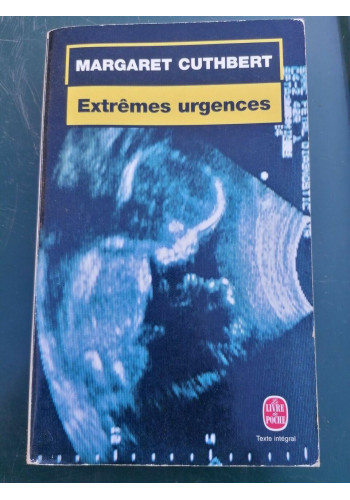 MARGARET CUTHBERT
Extrêmes urgences
Le
LIVRE
de
POCHE
Texte intégral